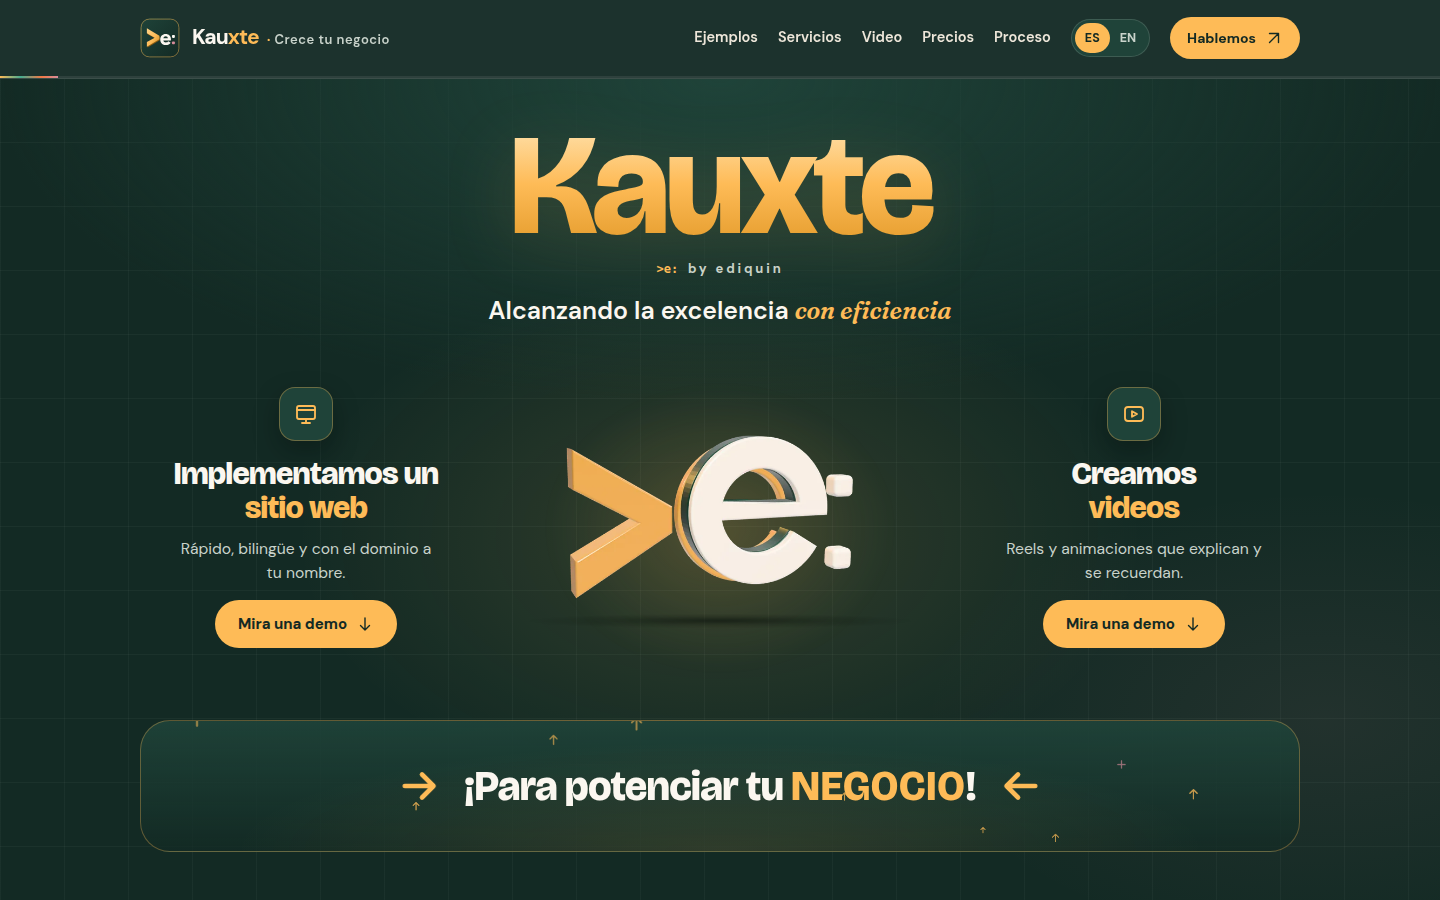 >e: Kauxte · Crece tu negocio
Ejemplos Servicios Video Precios Proceso ES EN Hablemos
Kauxte
>e: by ediquin
Alcanzando la excelencia con eficiencia
Implementamos un
sitio web
Rápido, bilingüe y con el dominio a
tu nombre.
Mira una demo
>e:
Creamos
videos
Reels y animaciones que explican y
se recuerdan.
Mira una demo
¡Para potenciar tu NEGOCIO!